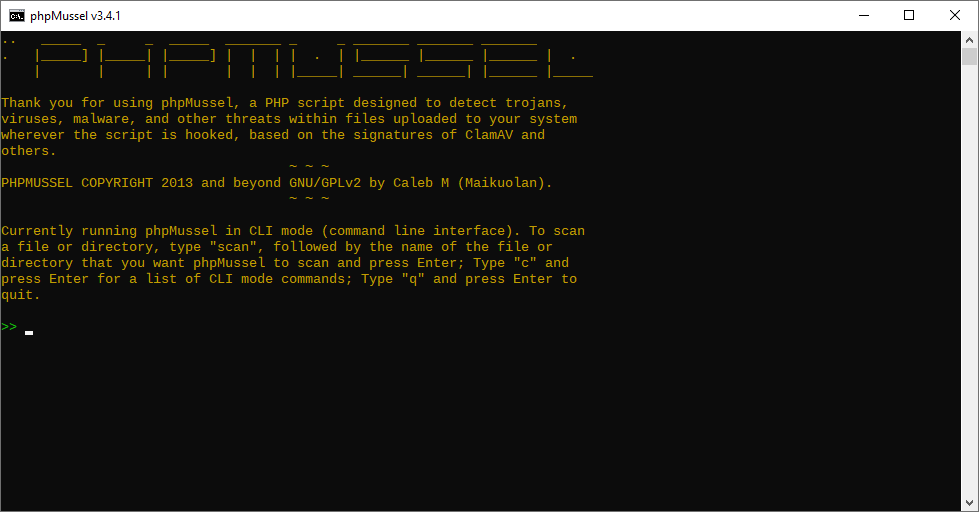 phpMussel v3.4.1
PHPMUSSEL
Thank you for using phpMussel, a PHP script designed to detect trojans,
viruses, malware, and other threats within files uploaded to your system
wherever the script is hooked, based on the signatures of ClamAV and
others.
~ ~ ~
PHPMUSSEL COPYRIGHT 2013 and beyond GNU/GPLv2 by Caleb M (Maikuolan).
~ ~ ~
Currently running phpMussel in CLI mode (command line interface). To scan
a file or directory, type "scan", followed by the name of the file or
directory that you want phpMussel to scan and press Enter; Type "c" and
press Enter for a list of CLI mode commands; Type "q" and press Enter to
quit.
>>